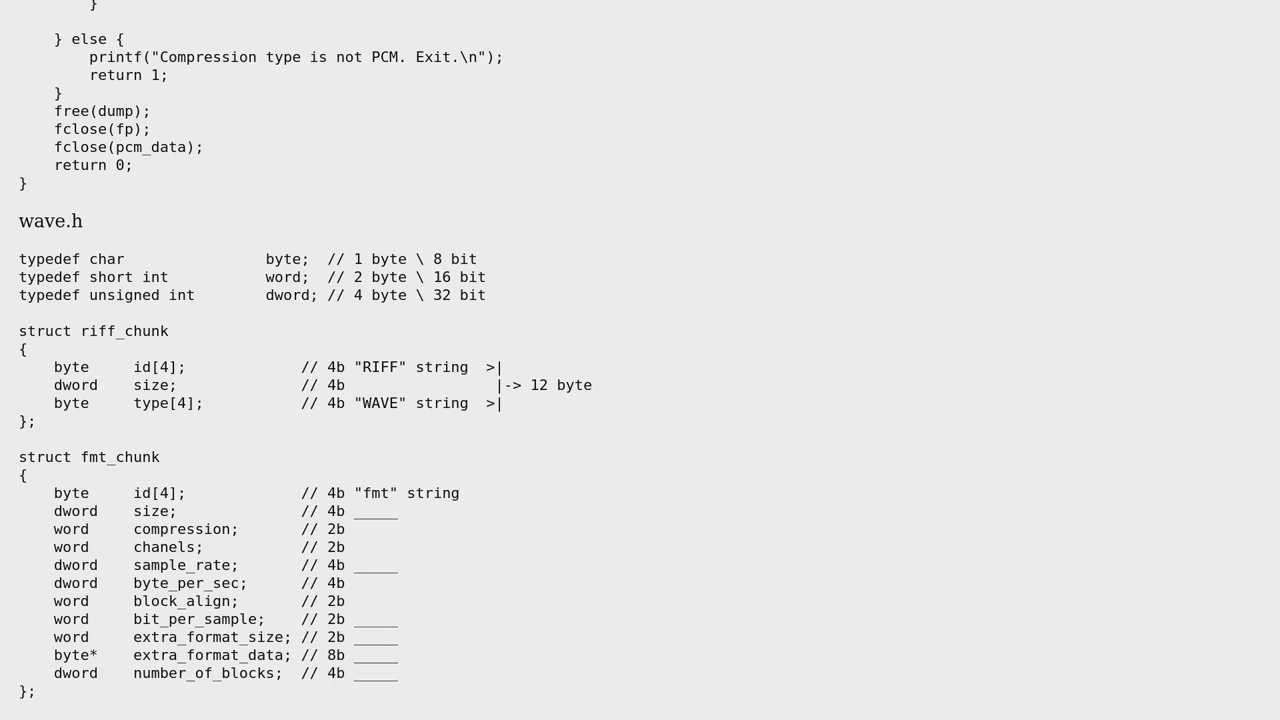 }

    } else {
        printf("Compression type is not PCM. Exit.\n");
        return 1;
    }
    free(dump);
    fclose(fp);
    fclose(pcm_data);
    return 0;
}
wave.h
typedef char                byte;  // 1 byte \ 8 bit
typedef short int           word;  // 2 byte \ 16 bit
typedef unsigned int        dword; // 4 byte \ 32 bit

struct riff_chunk
{
    byte     id[4];             // 4b "RIFF" string  >|
    dword    size;              // 4b                 |-> 12 byte
    byte     type[4];           // 4b "WAVE" string  >|
};

struct fmt_chunk
{
    byte     id[4];             // 4b "fmt" string
    dword    size;              // 4b _____
    word     compression;       // 2b
    word     chanels;           // 2b
    dword    sample_rate;       // 4b _____
    dword    byte_per_sec;      // 4b
    word     block_align;       // 2b
    word     bit_per_sample;    // 2b _____
    word     extra_format_size; // 2b _____
    byte*    extra_format_data; // 8b _____
    dword    number_of_blocks;  // 4b _____
};